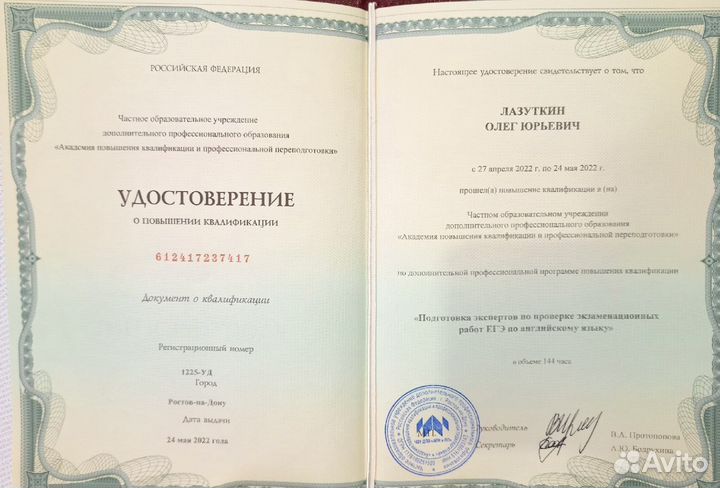 РОССИЙСКАЯ ФЕДЕРАЦИЯ
Частное образовательное учреждение
дополнительного профессионального образования
«Академия повышения квалификации и профессиональной переподготовки»
УДОСТОВЕРЕНИЕ
О ПОВЫШЕНИИ КВАЛИФИКАЦИИ
612417237417
Документ о квалификации
Регистрационный номер
1225-УД
Город
Ростов-на-Дону
Дата выдачи
24 мая 2022 года
Настоящее удостоверение свидетельствует о том, что
ЛАЗУТКИН
ОЛЕГ ЮРЬЕВИЧ
с 27 апреля 2022 г. по 24 мая 2022 г.
прошел(а) повышение квалификации в (на)
Частном образовательном учреждении
дополнительного профессионального образования
«Академия повышения квалификации и профессиональной переподготовки»
по дополнительной профессиональной программе повышения квалификации
«Подготовка экспертов по проверке экзаменационных
работ ЕГЭ по английскому языку»
в объеме 144 часа
Руководитель
В.А. Протопопова
Секретарь
Avito